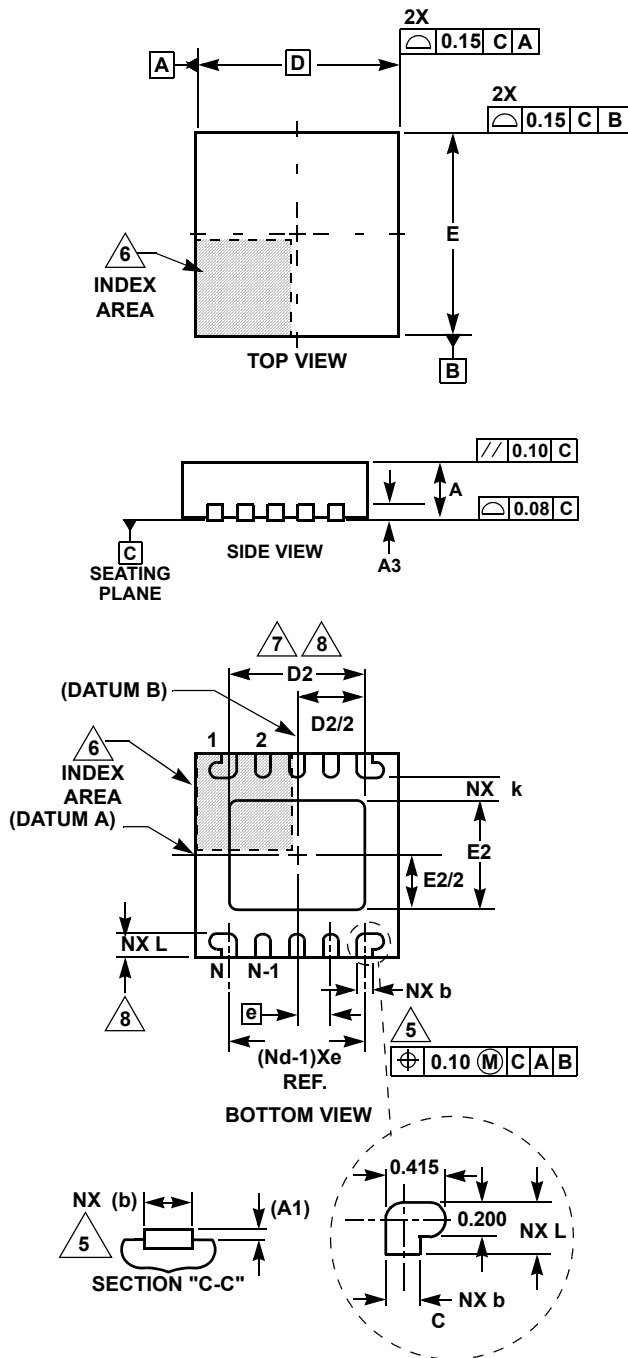 2X
0.15 C A
A
D
2X
0.15 C B
6
INDEX
AREA
E
TOP VIEW
B
// 0.10 C
A
0.08 C
C
SEATING
PLANE
SIDE VIEW
A3
7 8
D2
(DATUM B)
D2/2
6
INDEX
AREA
(DATUM A)
1 2
NX k
E2
E2/2
NX L
8
N N-1
NX b
e
5
(Nd-1)Xe
REF.
0.10 M C A B
BOTTOM VIEW
NX (b)
(A1)
5
SECTION "C-C"
0.415
0.200
NX L
NX b
C